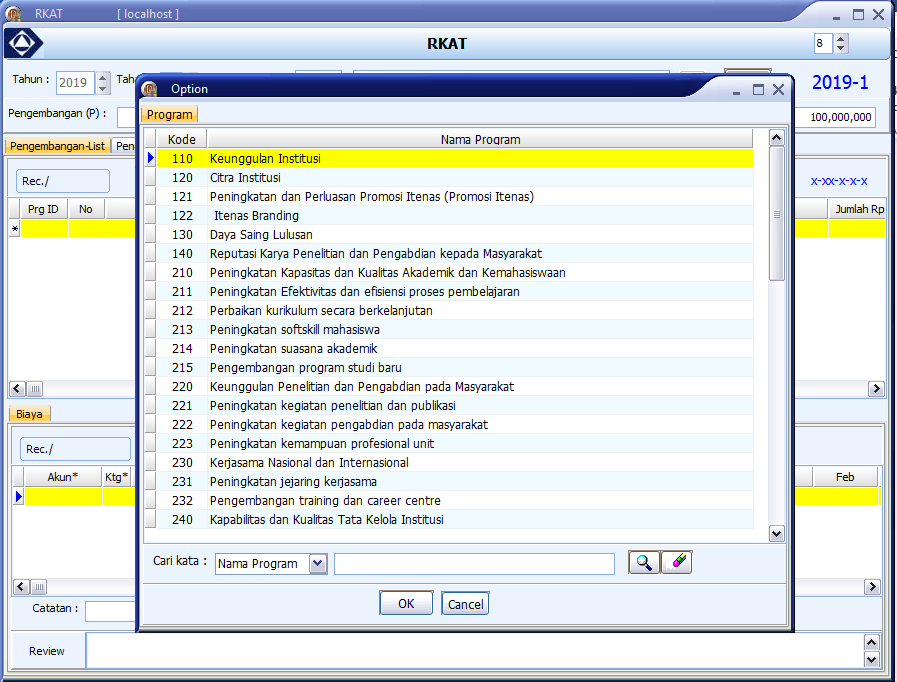 RKAT [ localhost ]
RKAT
8
Tahun : 2019
2019-1
Option
Pengembangan (P) :
100,000,000
Program
Pengembangan-List
Kode Nama Program
110 Keunggulan Institusi
120 Citra Institusi
121 Peningkatan dan Perluasan Promosi Itenas (Promosi Itenas)
122 Itenas Branding
130 Daya Saing Lulusan
140 Reputasi Karya Penelitian dan Pengabdian kepada Masyarakat
210 Peningkatan Kapasitas dan Kualitas Akademik dan Kemahasiswaan
211 Peningkatan Efektivitas dan efisiensi proses pembelajaran
212 Perbaikan kurikulum secara berkelanjutan
213 Peningkatan softskill mahasiswa
214 Peningkatan suasana akademik
215 Pengembangan program studi baru
220 Keunggulan Penelitian dan Pengabdian pada Masyarakat
221 Peningkatan kegiatan penelitian dan publikasi
222 Peningkatan kegiatan pengabdian pada masyarakat
223 Peningkatan kemampuan profesional unit
230 Kerjasama Nasional dan Internasional
231 Peningkatan jejaring kerjasama
232 Pengembangan training dan career centre
240 Kapabilitas dan Kualitas Tata Kelola Institusi
Cari kata : Nama Program
OK Cancel
Rec./
x-xx-x-x-x
Prg ID No Jumlah Rp
*
Biaya
Rec./
Akun* Ktg* Feb
Catatan :
Review